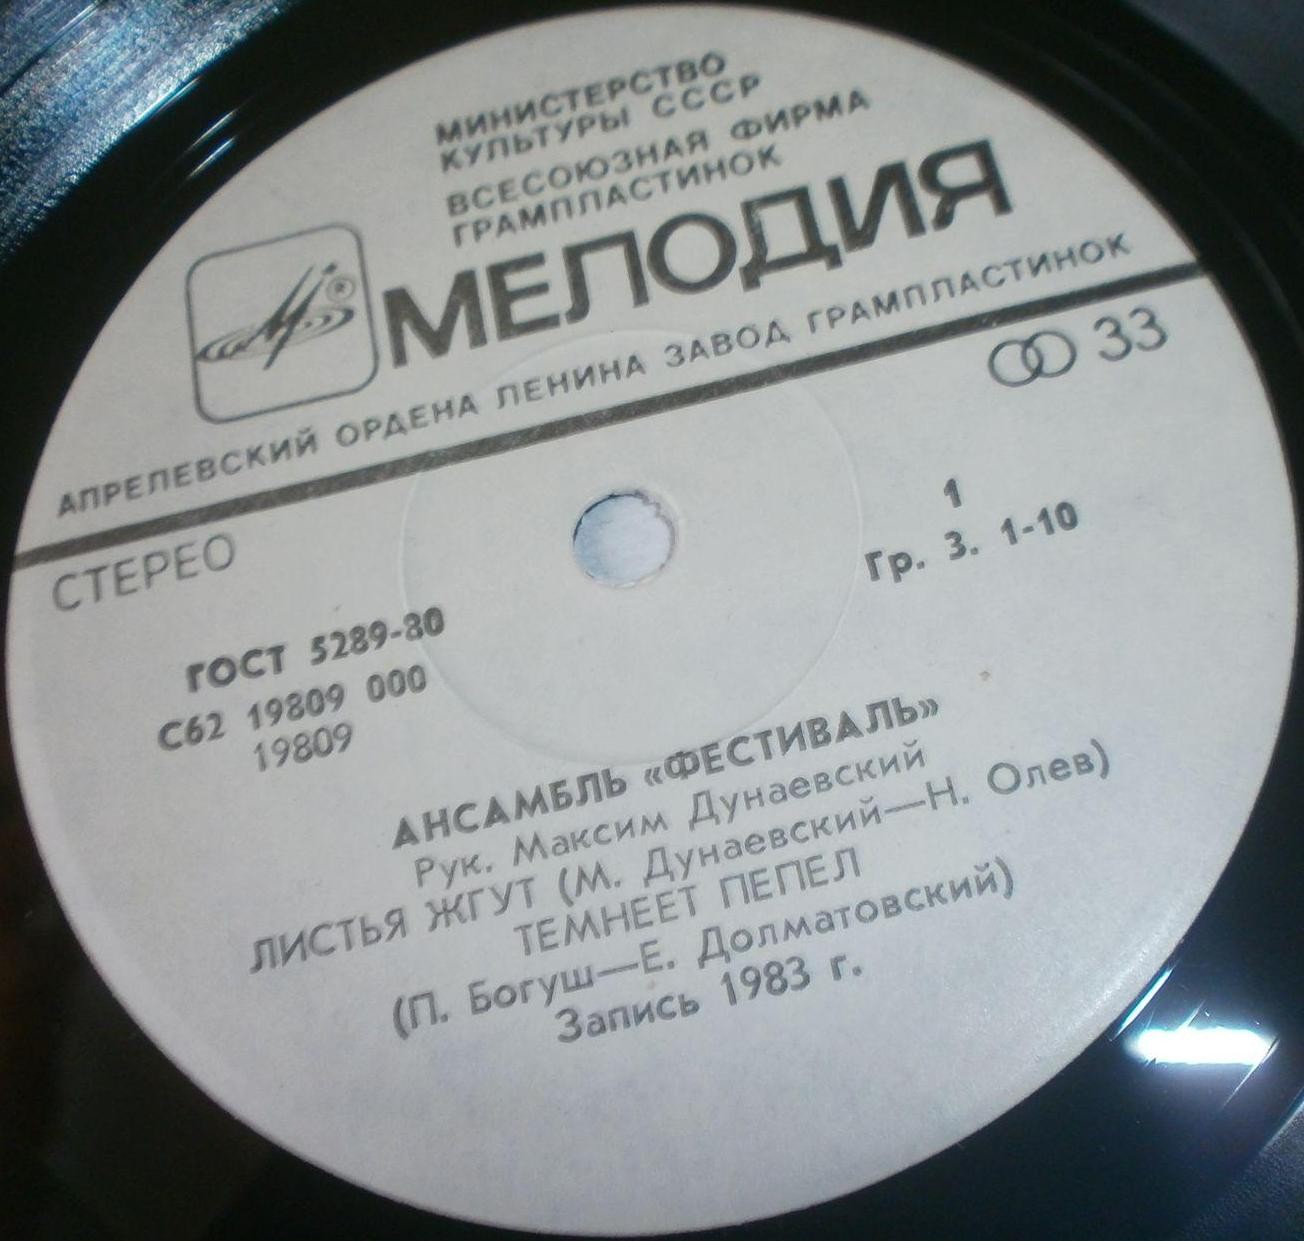 МИНИСТЕРСТВО
КУЛЬТУРЫ СССР
ВСЕСОЮЗНАЯ ФИРМА
ГРАМПЛАСТИНОК
МЕЛОДИЯ
АПРЕЛЕВСКИЙ ОРДЕНА ЛЕНИНА ЗАВОД ГРАМПЛАСТИНОК
33
СТЕРЕО
1
Гр. 3. 1-10
ГОСТ 5289-80
С62 19809 000
19809
АНСАМБЛЬ «ФЕСТИВАЛЬ»
Рук. Максим Дунаевский
ЛИСТЬЯ ЖГУТ (М. Дунаевский—Н. Олев)
ТЕМНЕЕТ ПЕПЕЛ
(П. Богуш—Е. Долматовский)
Запись 1983 г.